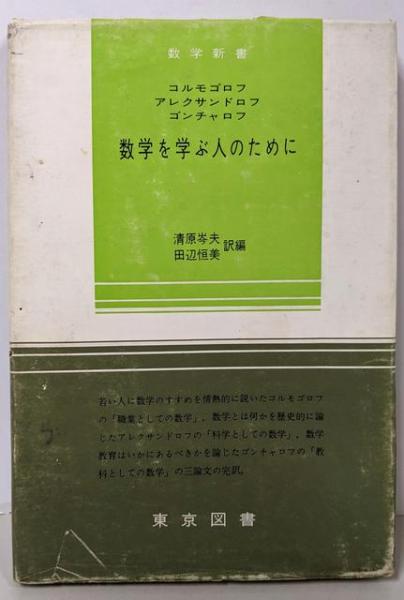 数学新書
コルモゴロフ
アレクサンドロフ
ゴンチャロフ
数学を学ぶ人のために
清原岑夫
田辺恒美
訳編
若い人に数学のすすめを情熱的に説いたコルモゴロフ
の「職業としての数学」，数学とは何かを歴史的に論
じたアレクサンドロフの「科学としての数学」，数学
教育はいかにあるべきかを論じたゴンチャロフの「教
科としての数学」の三論文の完訳。
東京図書